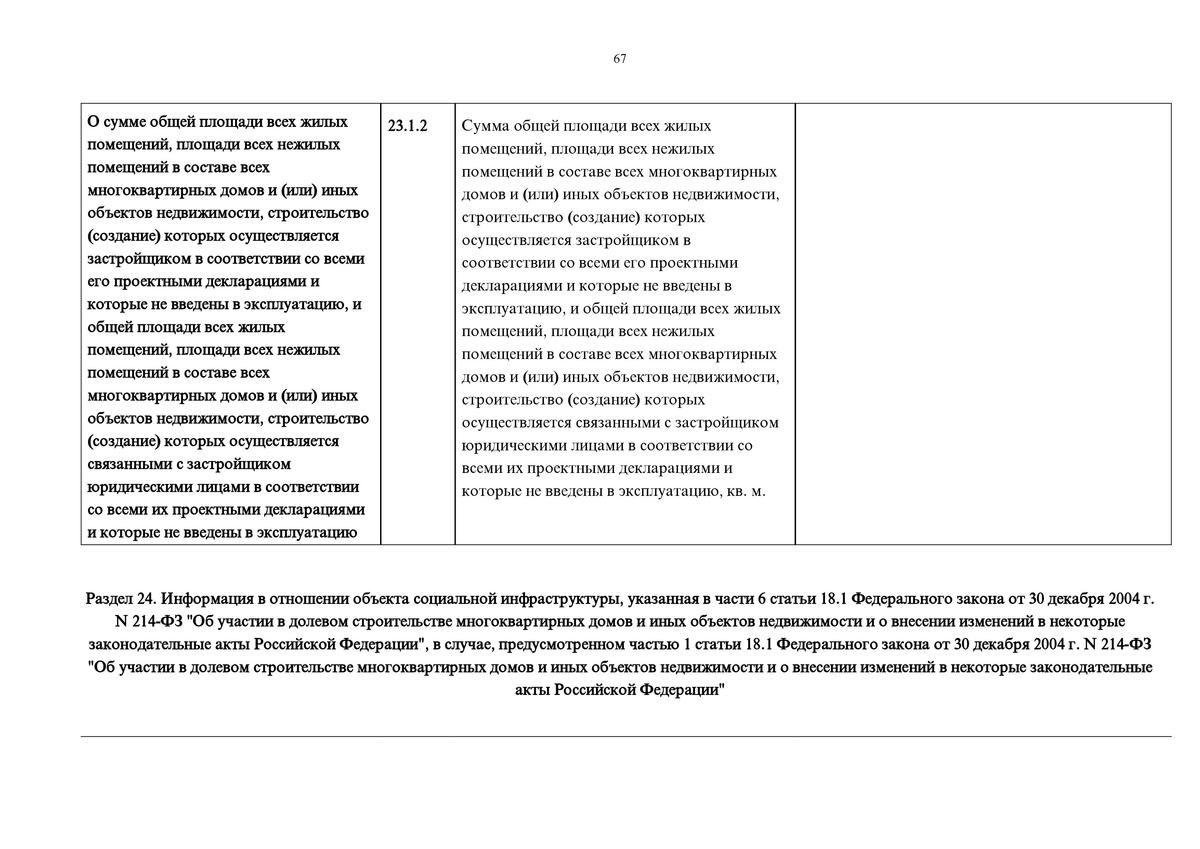 67
О сумме общей площади всех жилых
помещений, площади всех нежилых
помещений в составе всех
многоквартирных домов и (или) иных
объектов недвижимости, строительство
(создание) которых осуществляется
застройщиком в соответствии со всеми
его проектными декларациями и
которые не введены в эксплуатацию, и
общей площади всех жилых
помещений, площади всех нежилых
помещений в составе всех
многоквартирных домов и (или) иных
объектов недвижимости, строительство
(создание) которых осуществляется
связанными с застройщиком
юридическими лицами в соответствии
со всеми их проектными декларациями
и которые не введены в эксплуатацию
23.1.2
Сумма общей площади всех жилых
помещений, площади всех нежилых
помещений в составе всех многоквартирных
домов и (или) иных объектов недвижимости,
строительство (создание) которых
осуществляется застройщиком в
соответствии со всеми его проектными
декларациями и которые не введены в
эксплуатацию, и общей площади всех жилых
помещений, площади всех нежилых
помещений в составе всех многоквартирных
домов и (или) иных объектов недвижимости,
строительство (создание) которых
осуществляется связанными с застройщиком
юридическими лицами в соответствии со
всеми их проектными декларациями и
которые не введены в эксплуатацию, кв. м.
Раздел 24. Информация в отношении объекта социальной инфраструктуры, указанная в части 6 статьи 18.1 Федерального закона от 30 декабря 2004 г.
N 214-ФЗ "Об участии в долевом строительстве многоквартирных домов и иных объектов недвижимости и о внесении изменений в некоторые
законодательные акты Российской Федерации", в случае, предусмотренном частью 1 статьи 18.1 Федерального закона от 30 декабря 2004 г. N 214-ФЗ
"Об участии в долевом строительстве многоквартирных домов и иных объектов недвижимости и о внесении изменений в некоторые законодательные
акты Российской Федерации"